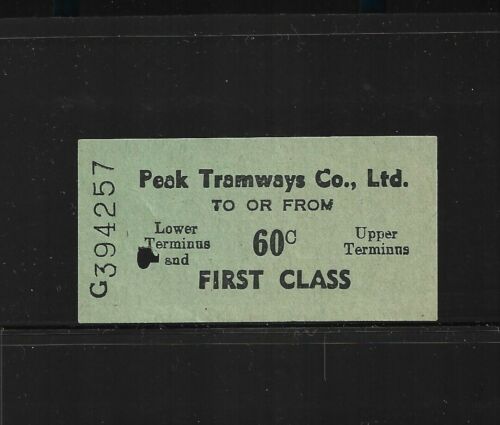 G394257
Peak Tramways Co., Ltd.
TO OR FROM
Lower Terminus and
60c
Upper Terminus
FIRST CLASS